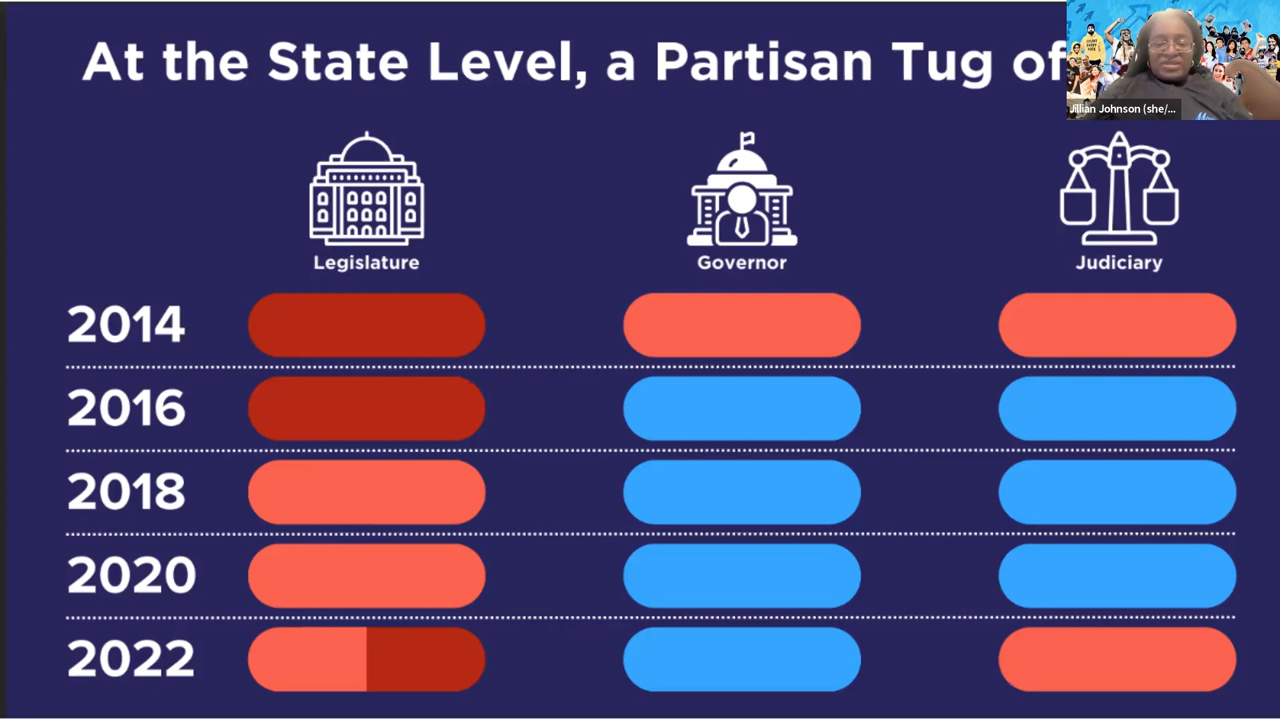 At the State Level, a Partisan Tug of
Jillian Johnson (she/...
Legislature
Governor
Judiciary
2014
2016
2018
2020
2022